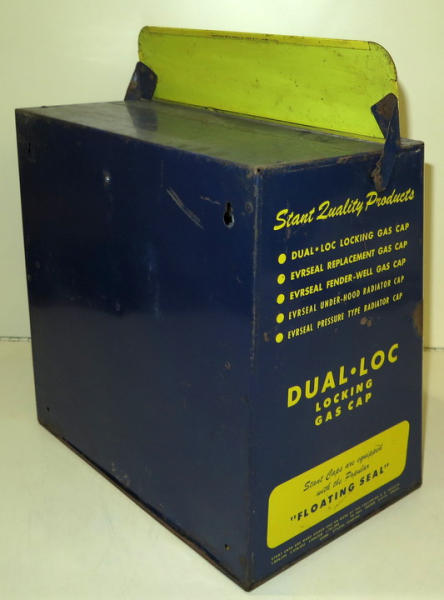 Stant Quality Products
• DUAL•LOC LOCKING GAS CAP
• EVRSEAL REPLACEMENT GAS CAP
• EVRSEAL FENDER-WELL GAS CAP
• EVRSEAL UNDER-HOOD RADIATOR CAP
• EVRSEAL PRESSURE TYPE RADIATOR CAP
DUAL•LOC
LOCKING
GAS CAP
Stant Caps are equipped
with the Popular
"FLOATING SEAL"